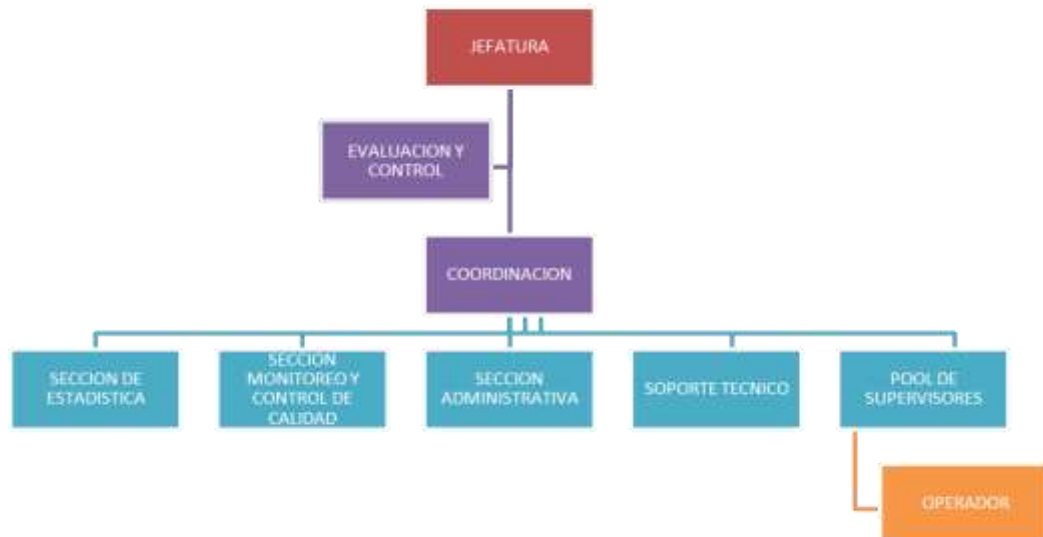 JEFATURA
EVALUACION Y
CONTROL
COORDINACION
SECCION DE
ESTADISTICA
SECCION
MONITOREO Y
CONTROL DE
CALIDAD
SECCION
ADMINISTRATIVA
SOPORTE TECNICO
POOL DE
SUPERVISORES
OPERADOR